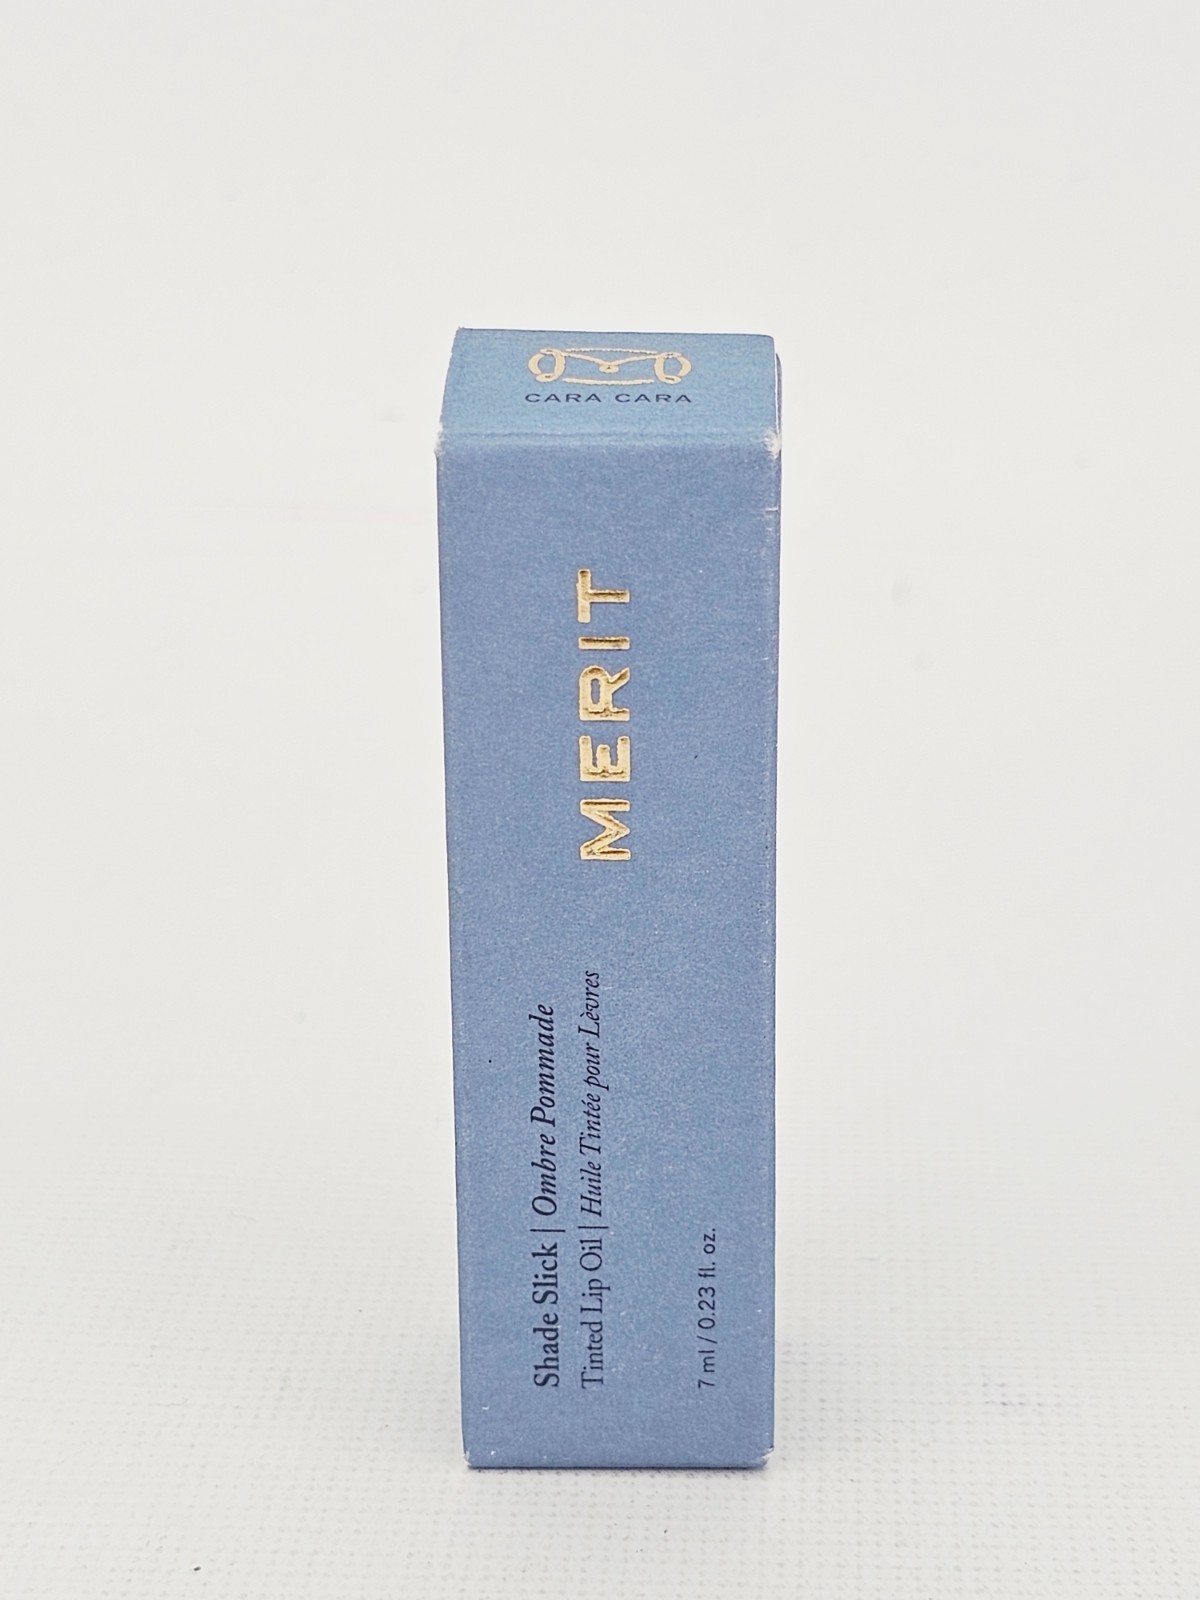 CARA CARA
MERIT
Shade Slick | Ombre Pommade
Tinted Lip Oil | Huile Tintée pour Lèvres
7 ml / 0.23 fl. oz.